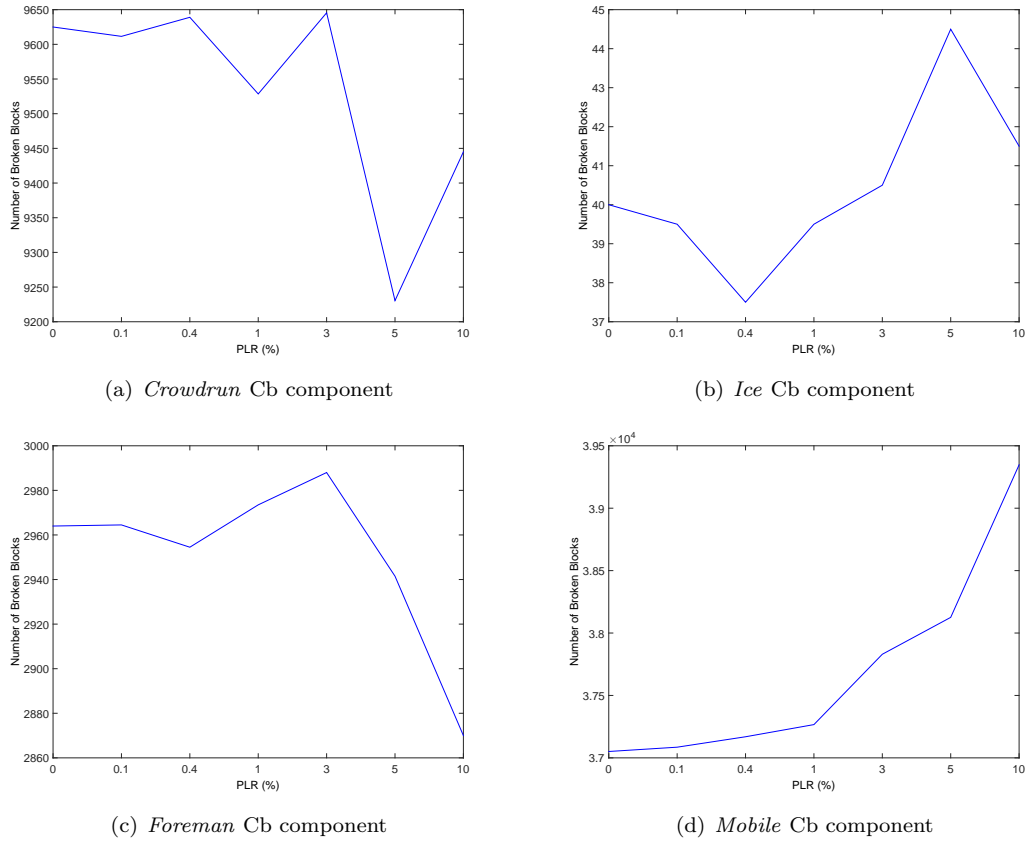 9650
9600
9550
9500
9450
9400
9350
9300
9250
9200
Number of Broken Blocks
0 0.1 0.4 1 3 5 10
PLR (%)
(a) Crowdrun Cb component
45
44
43
42
41
40
39
38
37
Number of Broken Blocks
0 0.1 0.4 1 3 5 10
PLR (%)
(b) Ice Cb component
3000
2980
2960
2940
2920
2900
2880
2860
Number of Broken Blocks
0 0.1 0.4 1 3 5 10
PLR (%)
(c) Foreman Cb component
×10^4
3.95
3.9
3.85
3.8
3.75
3.7
Number of Broken Blocks
0 0.1 0.4 1 3 5 10
PLR (%)
(d) Mobile Cb component